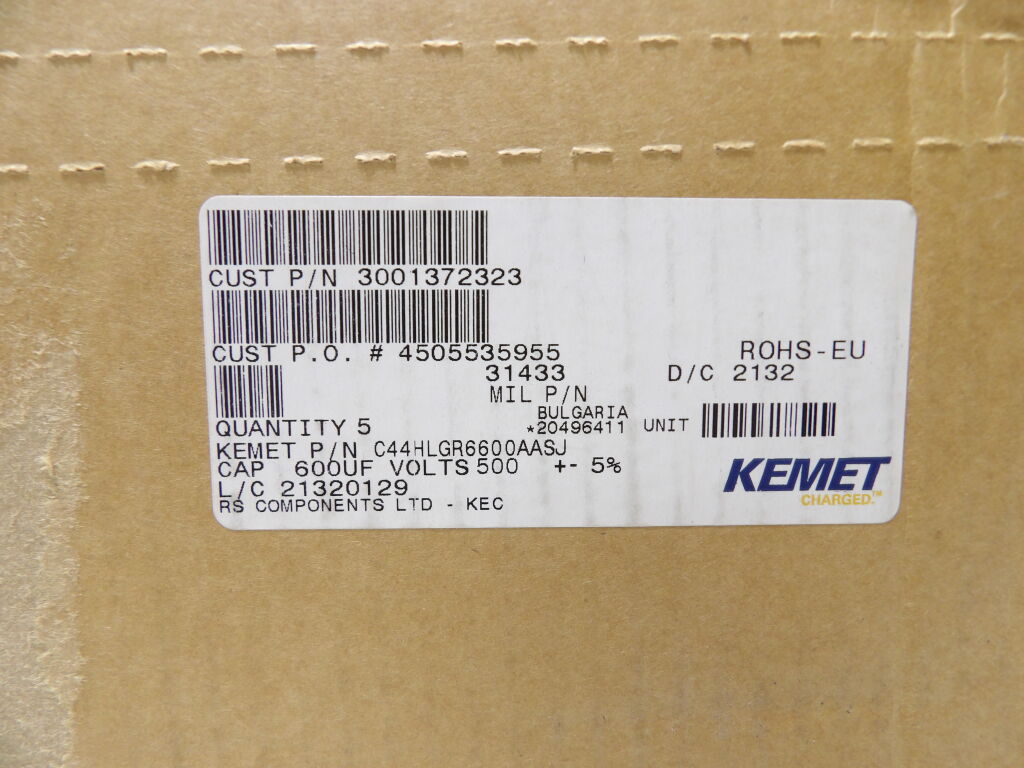 CUST P/N 3001372323
CUST P.O. # 4505535955
ROHS-EU
31433
D/C 2132
MIL P/N
BULGARIA
QUANTITY 5
*20496411 UNIT
KEMET P/N C44HLGR6600AASJ
CAP 600UF VOLTS 500 +- 5%
L/C 21320129
RS COMPONENTS LTD - KEC
KEMET
CHARGED.™